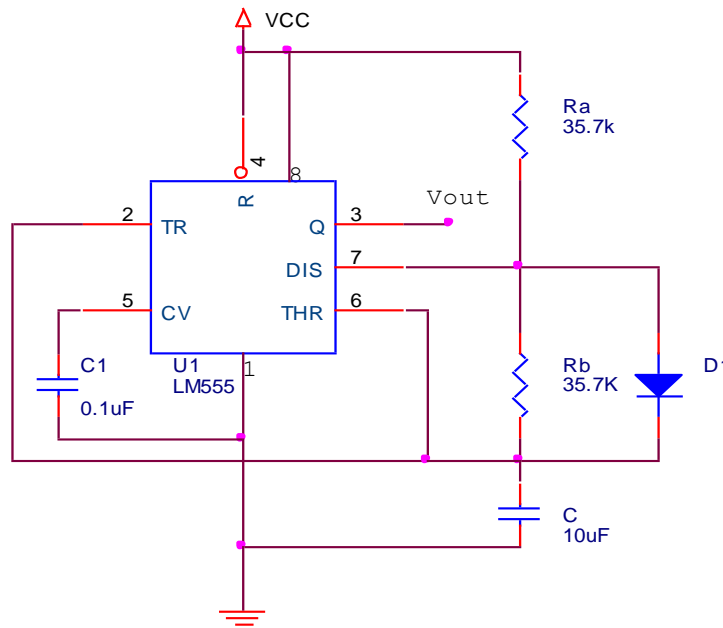 VCC
Ra
35.7k
4
8
R
Vout
2
TR
Q
3
DIS
7
5
CV
THR
6
C1
0.1uF
U1
LM555
1
Rb
35.7K
D1
C
10uF